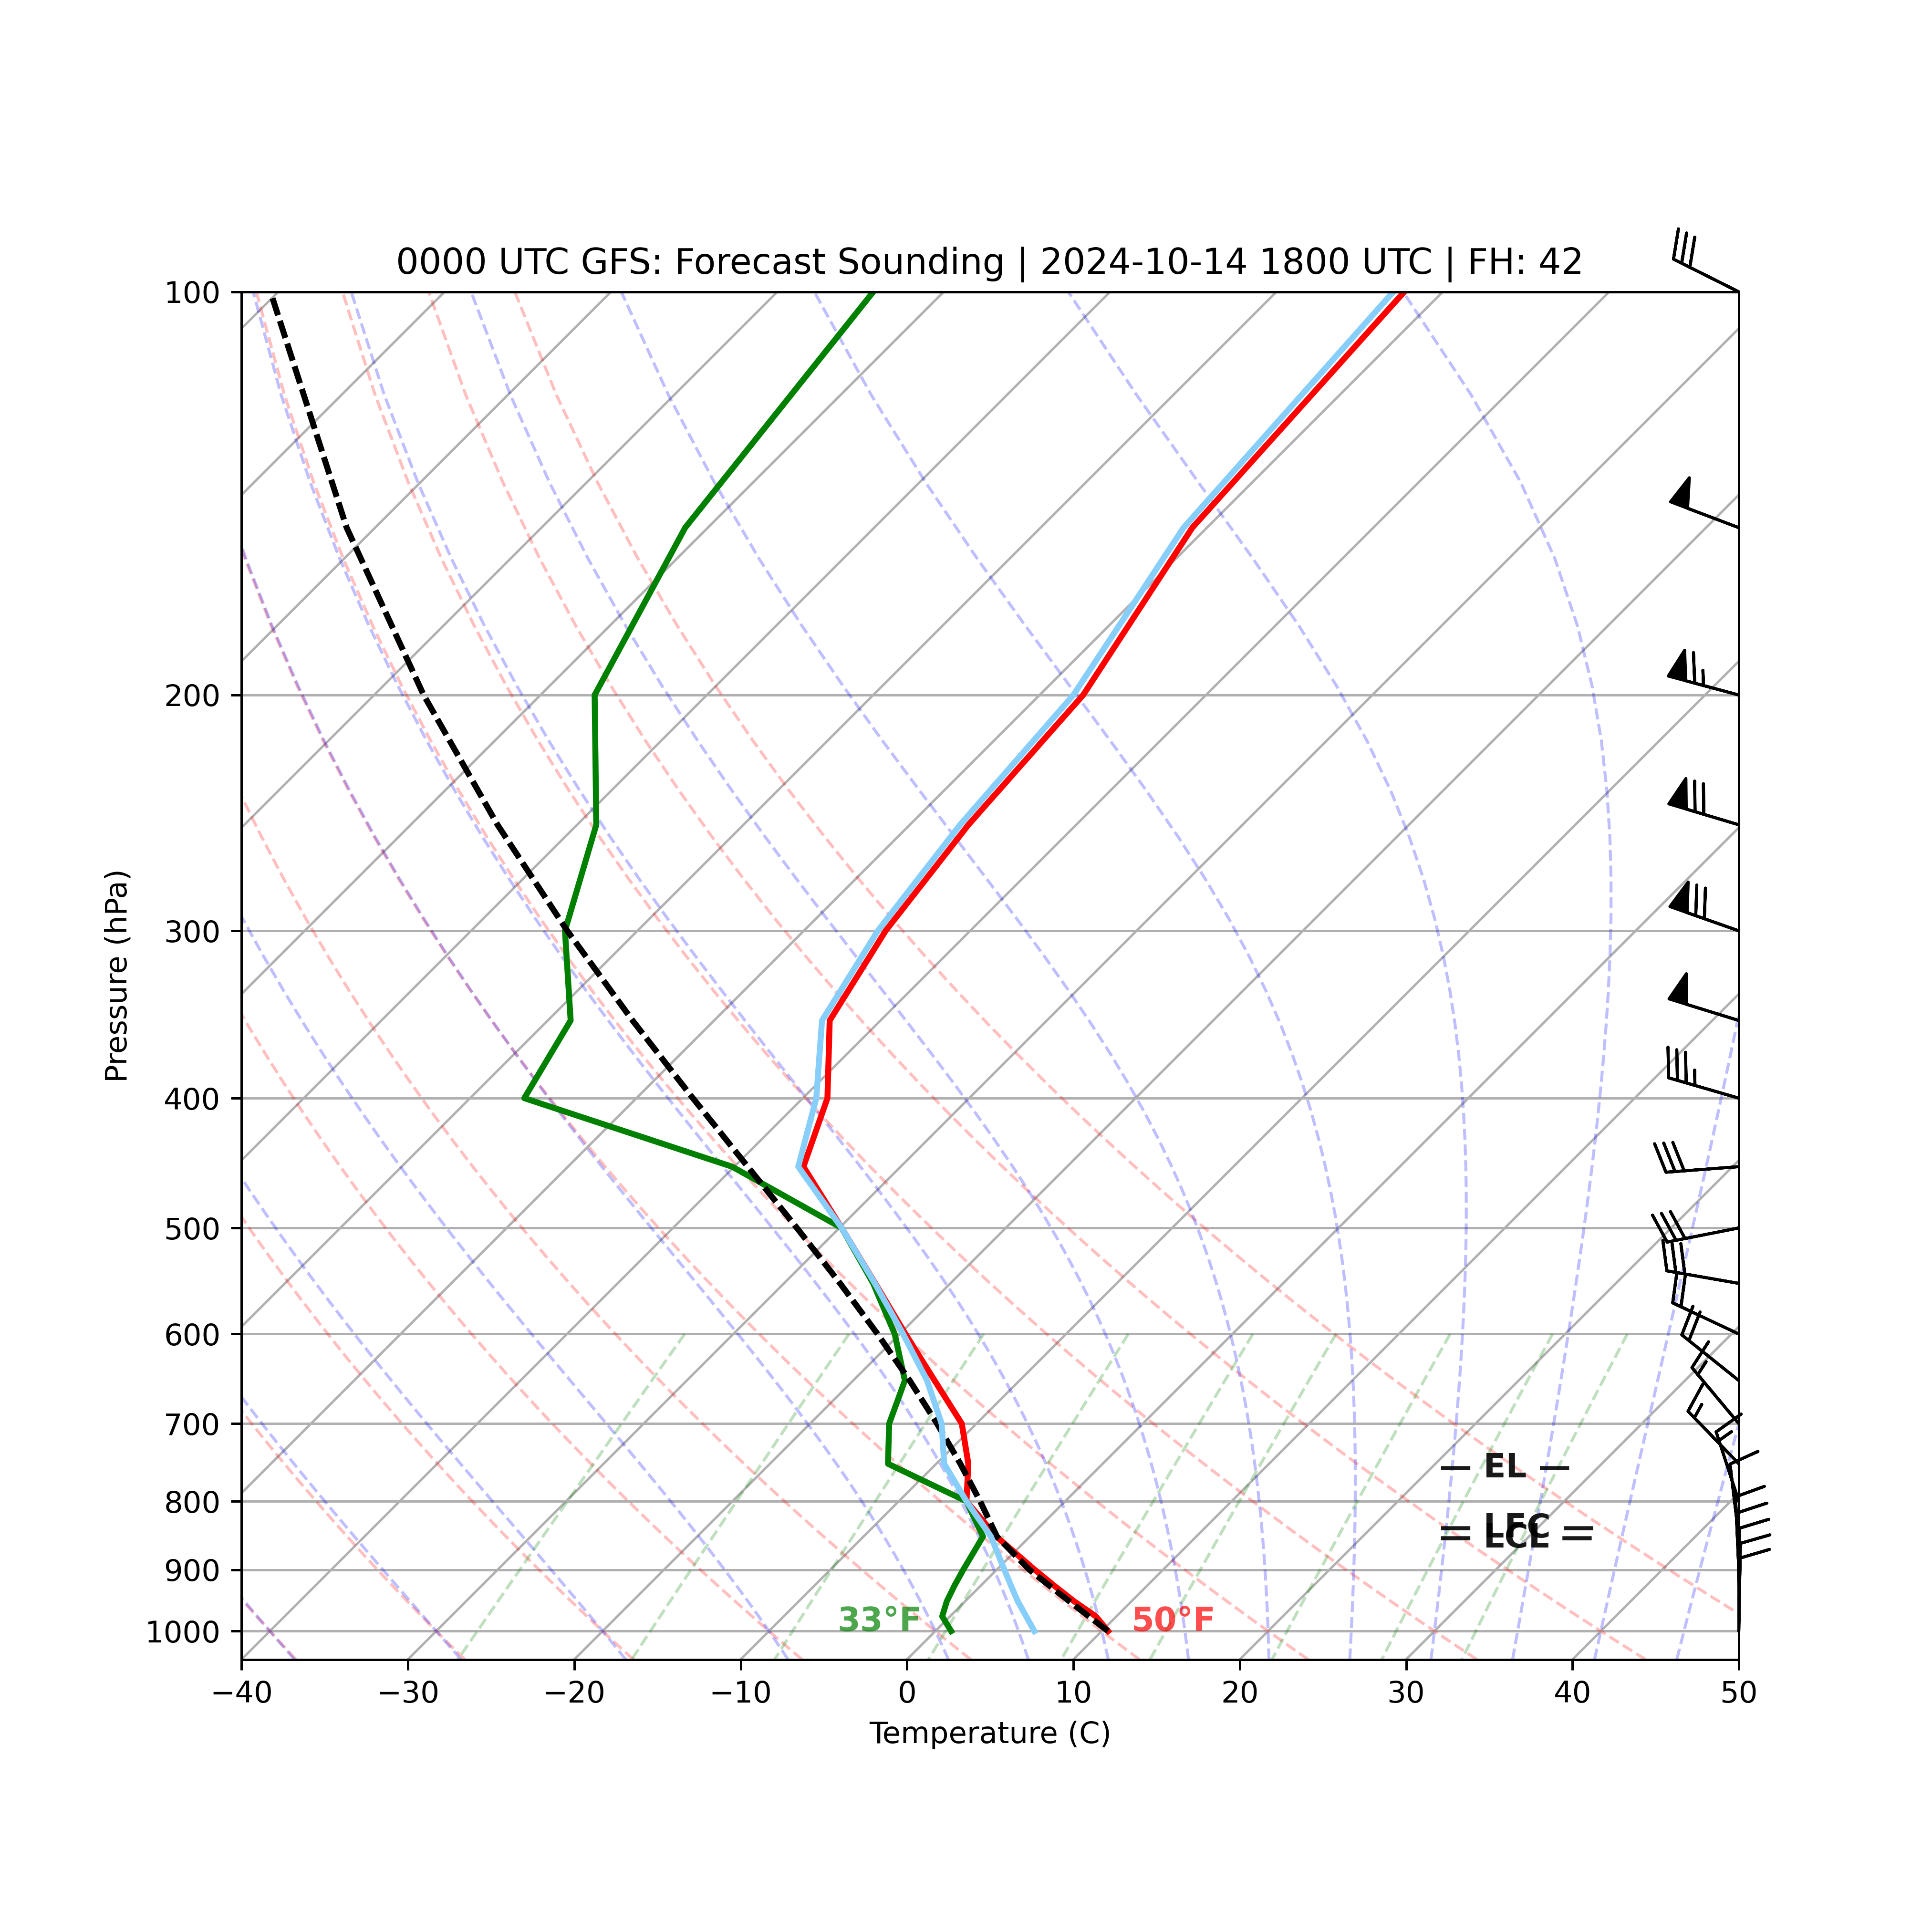 0000 UTC GFS: Forecast Sounding | 2024-10-14 1800 UTC | FH: 42
100
200
300
400
500
600
700
800
900
1000
Pressure (hPa)
— EL —
— LFC —
— LCL —
33°F
50°F
−40 −30 −20 −10 0 10 20 30 40 50
Temperature (C)